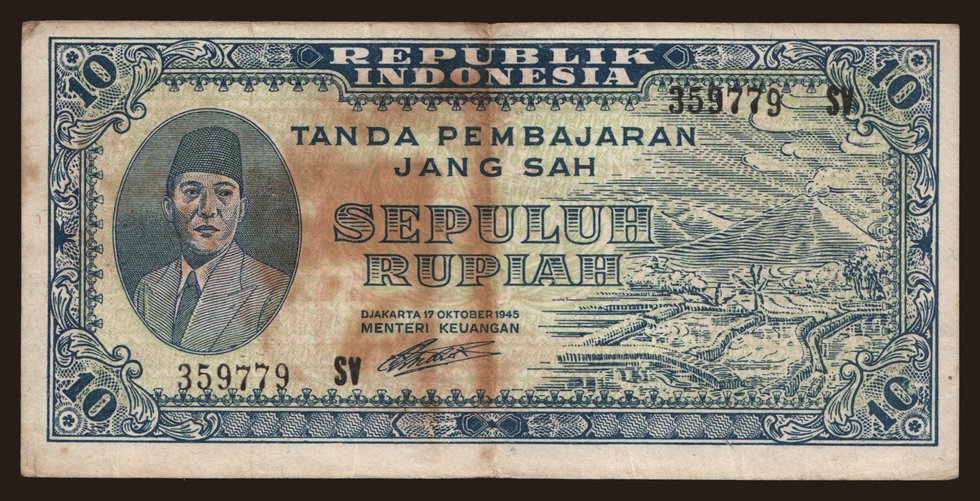 REPUBLIK
INDONESIA
10
10
359779 SV
TANDA PEMBAJARAN
JANG SAH
SEPULUH
RUPIAH
DJAKARTA 17 OKTOBER 1945
MENTERI KEUANGAN
359779 SV
10
10